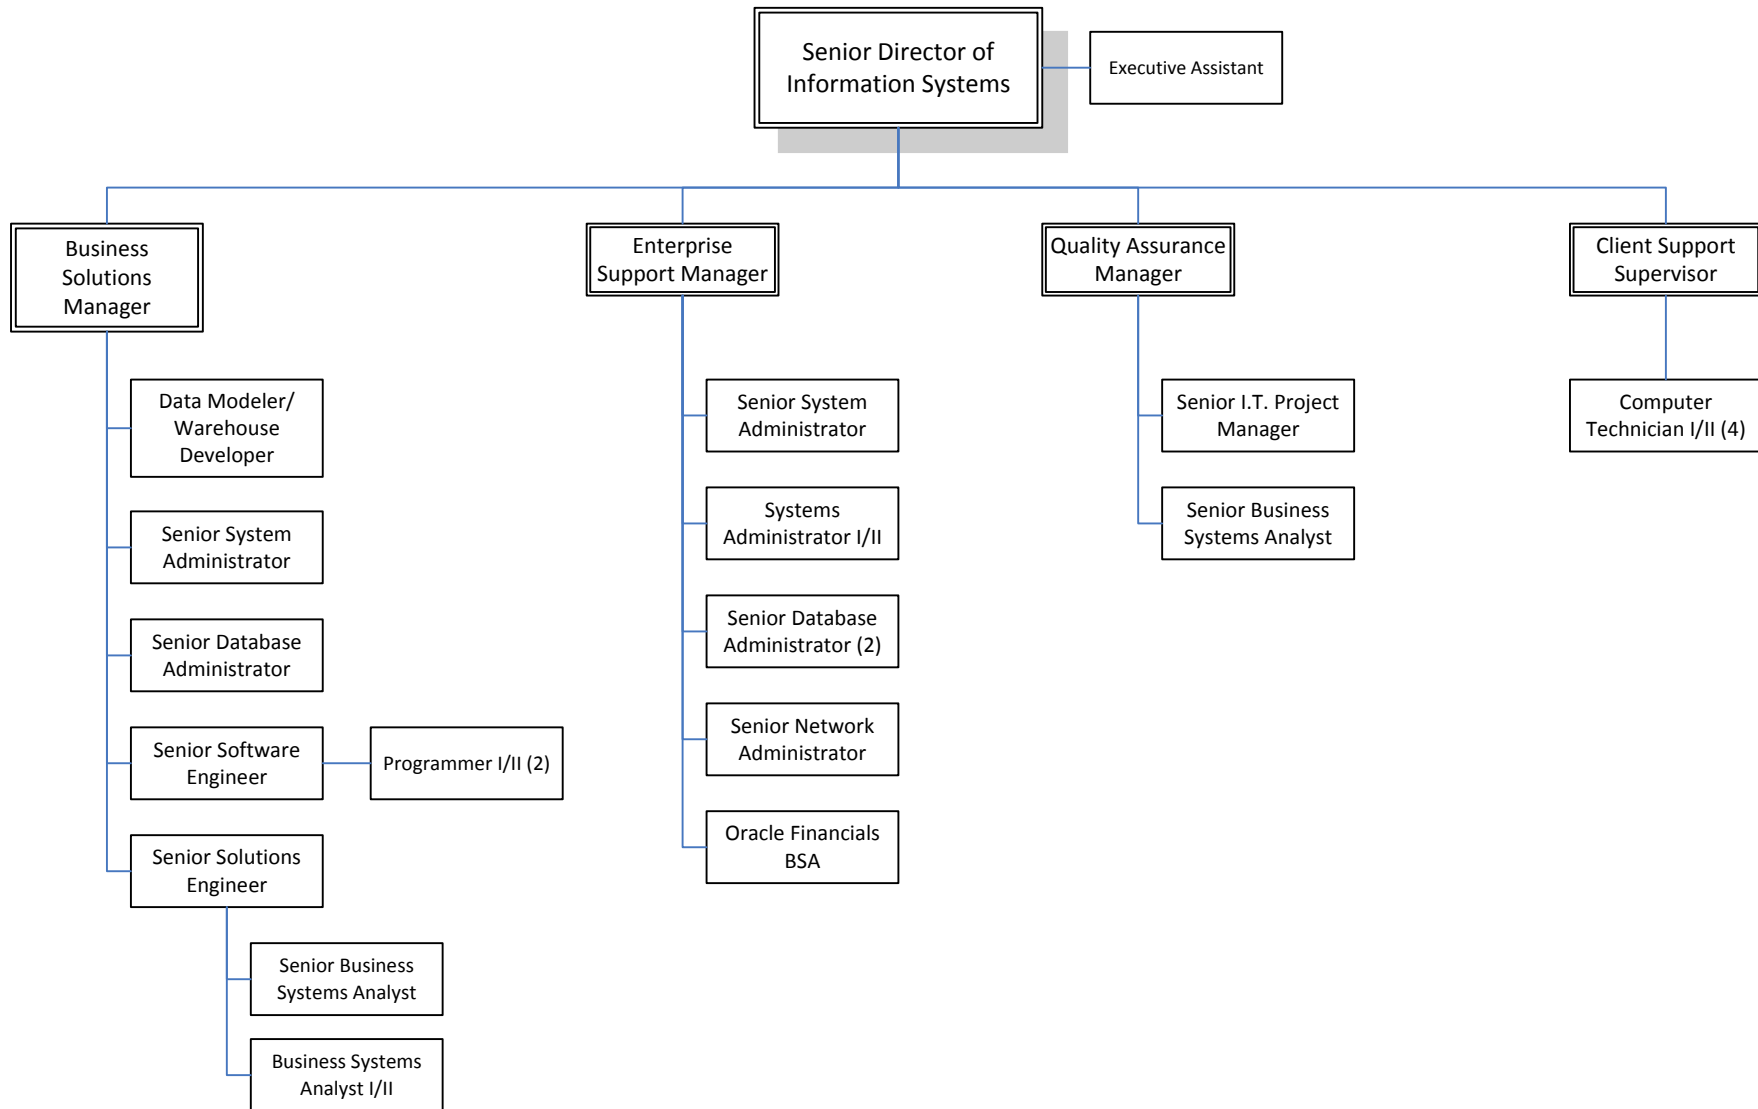 Senior Director of
Information Systems
Executive Assistant
Business
Solutions
Manager
Enterprise
Support Manager
Quality Assurance
Manager
Client Support
Supervisor
Data Modeler/
Warehouse
Developer
Senior System
Administrator
Senior Database
Administrator
Senior Software
Engineer
Programmer I/II (2)
Senior Solutions
Engineer
Senior Business
Systems Analyst
Business Systems
Analyst I/II
Senior System
Administrator
Systems
Administrator I/II
Senior Database
Administrator (2)
Senior Network
Administrator
Oracle Financials
BSA
Senior I.T. Project
Manager
Senior Business
Systems Analyst
Computer
Technician I/II (4)